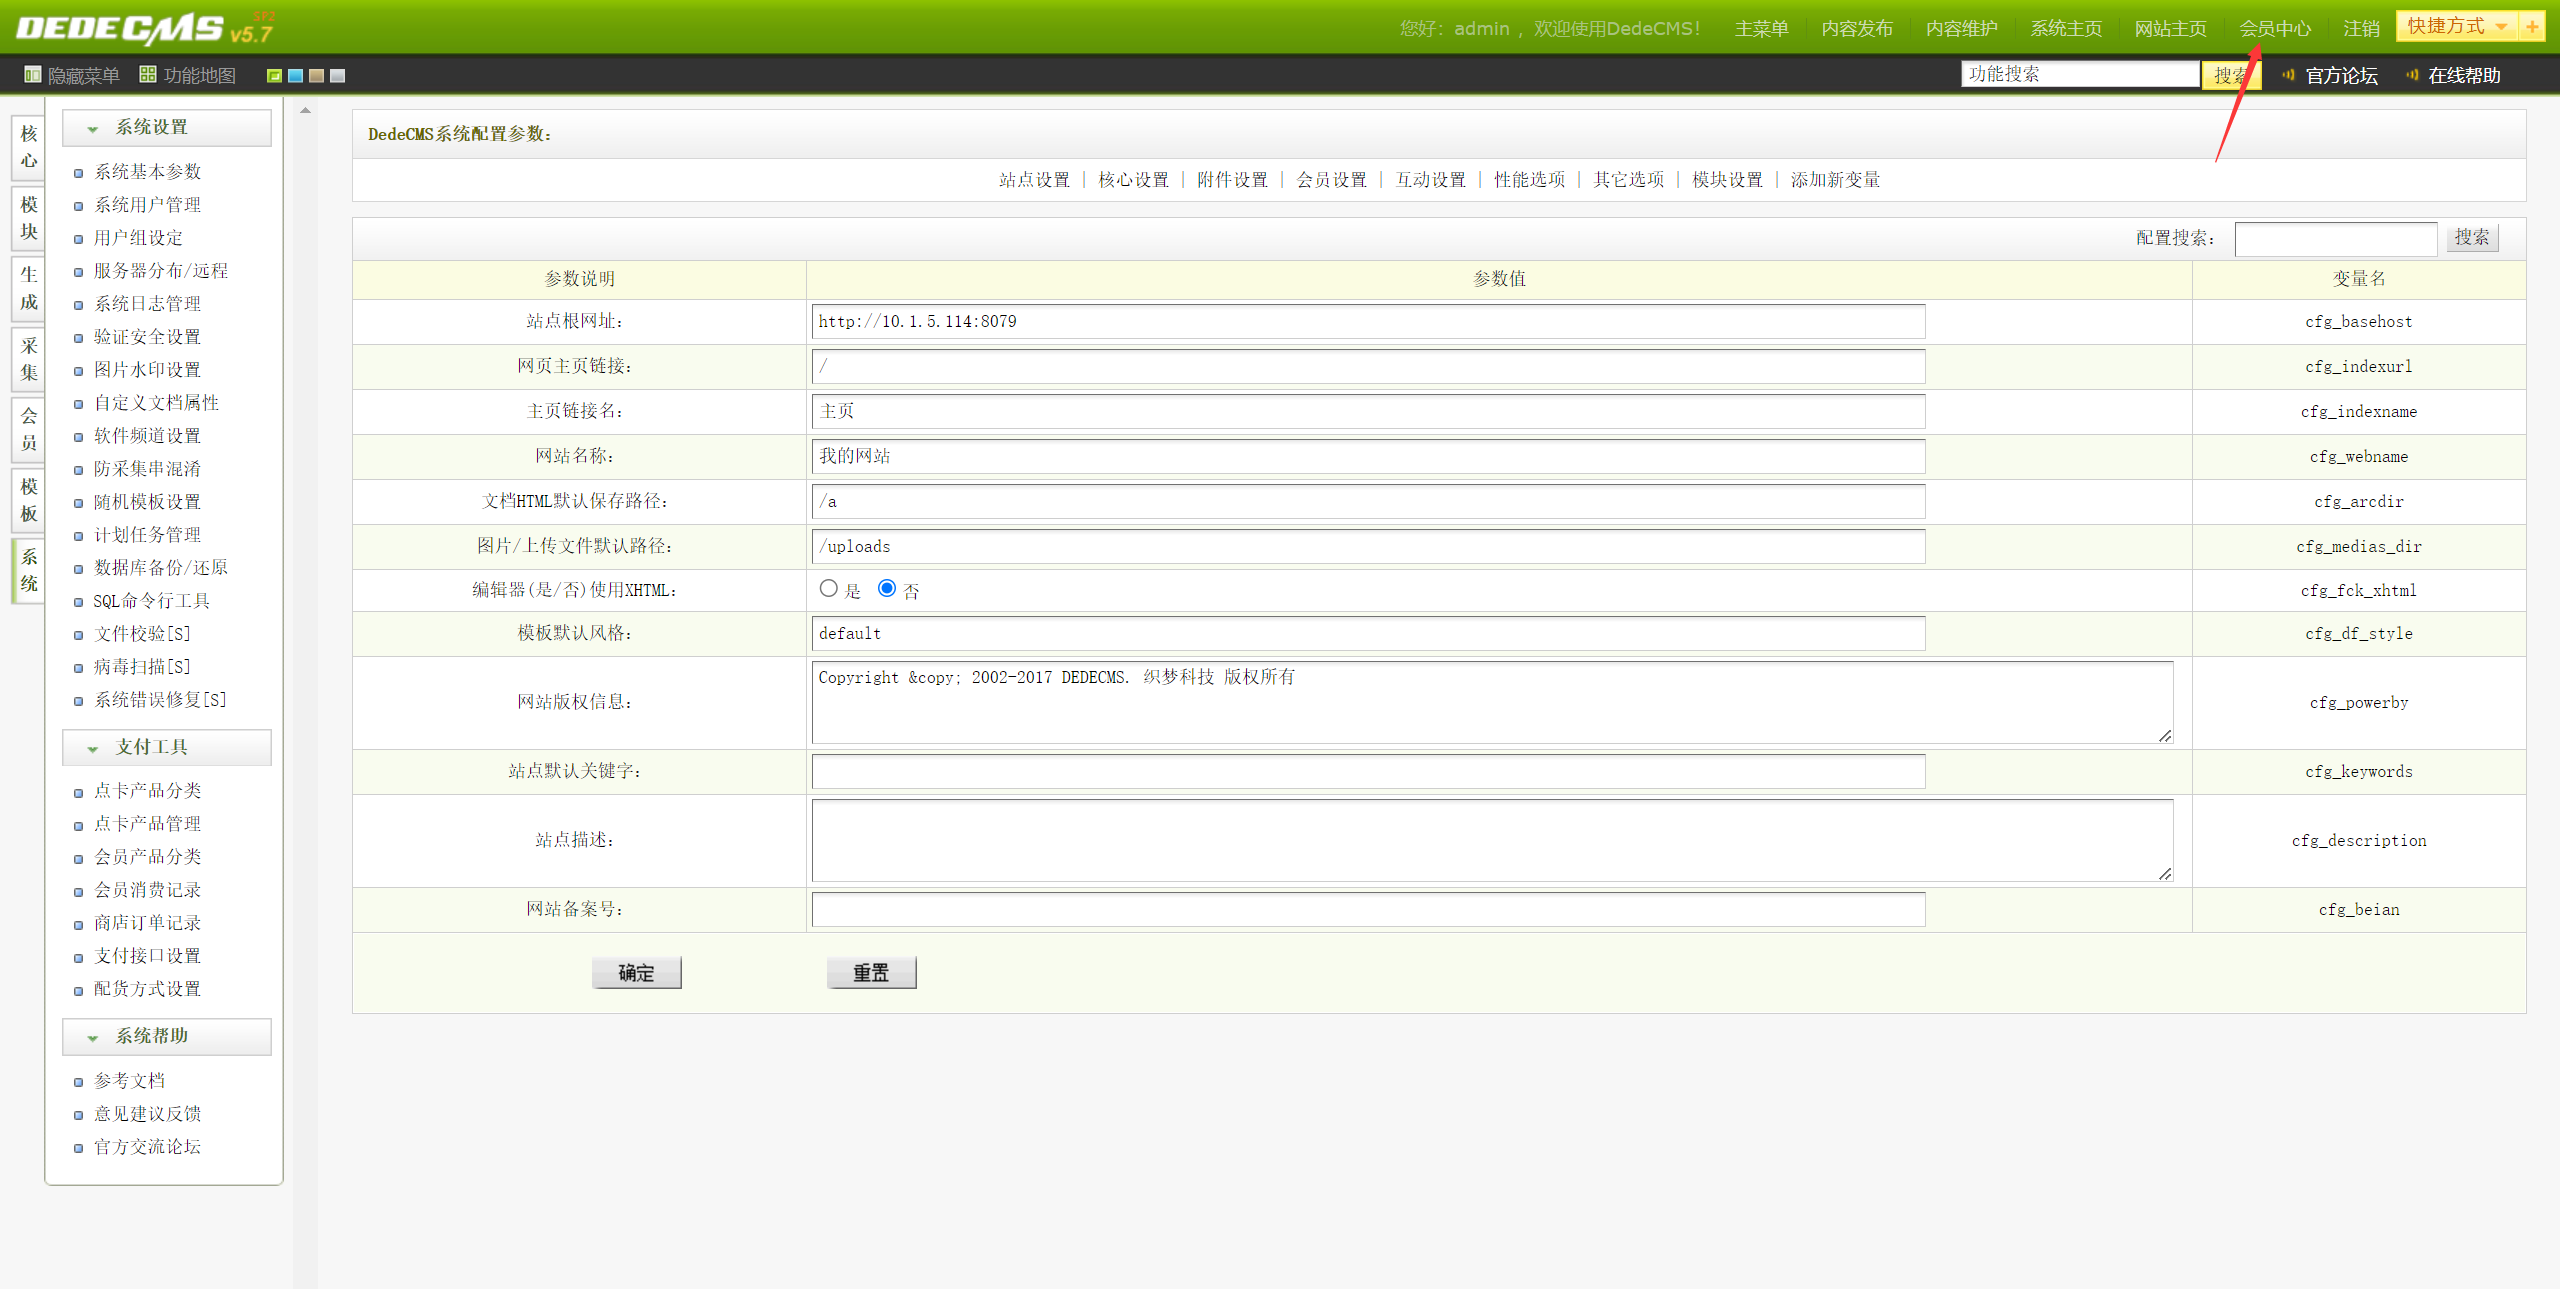 DEDECMS v5.7 SP2
您好：admin ，欢迎使用DedeCMS！ 主菜单 内容发布 内容维护 系统主页 网站主页 会员中心 注销 快捷方式 +
隐藏菜单 功能地图 功能搜索 搜索 官方论坛 在线帮助
核心
模块
生成
采集
会员
模板
系统
系统设置
系统基本参数
系统用户管理
用户组设定
服务器分布/远程
系统日志管理
验证安全设置
图片水印设置
自定义文档属性
软件频道设置
防采集串混淆
随机模板设置
计划任务管理
数据库备份/还原
SQL命令行工具
文件校验[S]
病毒扫描[S]
系统错误修复[S]
支付工具
点卡产品分类
点卡产品管理
会员产品分类
会员消费记录
商店订单记录
支付接口设置
配货方式设置
系统帮助
参考文档
意见建议反馈
官方交流论坛
DedeCMS系统配置参数：
站点设置 | 核心设置 | 附件设置 | 会员设置 | 互动设置 | 性能选项 | 其它选项 | 模块设置 | 添加新变量
配置搜索： 搜索
参数说明 参数值 变量名
站点根网址： http://10.1.5.114:8079 cfg_basehost
网页主页链接： / cfg_indexurl
主页链接名： 主页 cfg_indexname
网站名称： 我的网站 cfg_webname
文档HTML默认保存路径： /a cfg_arcdir
图片/上传文件默认路径： /uploads cfg_medias_dir
编辑器(是/否)使用XHTML： 是 否 cfg_fck_xhtml
模板默认风格： default cfg_df_style
网站版权信息： Copyright &copy; 2002-2017 DEDECMS. 织梦科技 版权所有 cfg_powerby
站点默认关键字： cfg_keywords
站点描述： cfg_description
网站备案号： cfg_beian
确定 重置